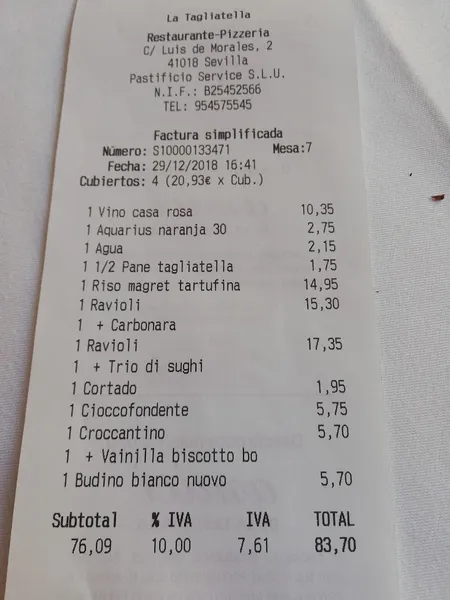 La Tagliatella
Restaurante-Pizzeria
C/ Luis de Morales, 2
41018 Sevilla
Pastificio Service S.L.U.
N.I.F.: B25452566
TEL: 954575545
Factura simplificada
Número: S10000133471 Mesa:7
Fecha: 29/12/2018 16:41
Cubiertos: 4 (20,93€ x Cub.)
1 Vino casa rosa 10,35
1 Aquarius naranja 30 2,75
1 Agua 2,15
1 1/2 Pane tagliatella 1,75
1 Riso magret tartufina 14,95
1 Ravioli 15,30
1 + Carbonara
1 Ravioli 17,35
1 + Trio di sughi
1 Cortado 1,95
1 Cioccofondente 5,75
1 Croccantino 5,70
1 + Vainilla biscotto bo
1 Budino bianco nuovo 5,70
Subtotal % IVA IVA TOTAL
76,09 10,00 7,61 83,70